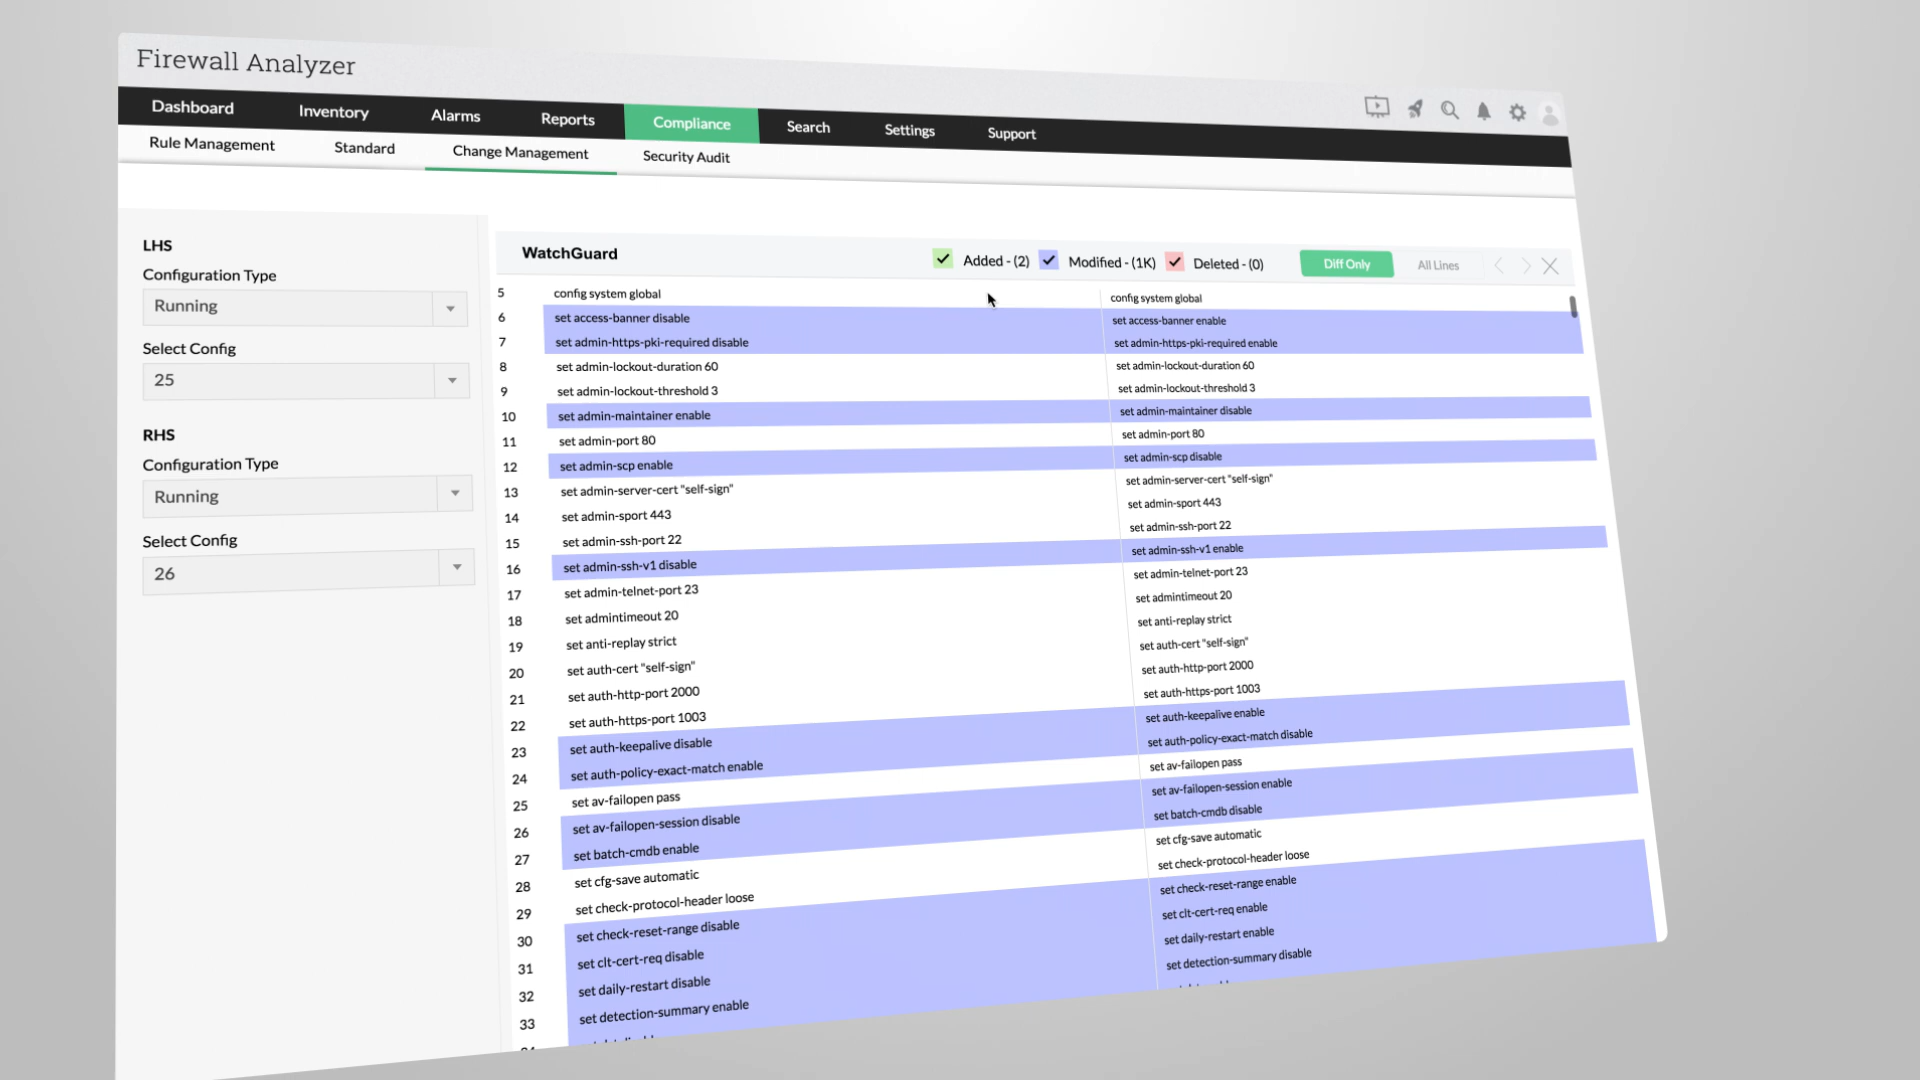 Firewall Analyzer
Dashboard Inventory Alarms Reports Compliance Search Settings Support
Rule Management Standard Change Management Security Audit
LHS
Configuration Type
Running
Select Config
25
RHS
Configuration Type
Running
Select Config
26
WatchGuard Added - (2) Modified - (1K) Deleted - (0) Diff Only All Lines
5 config system global config system global
6 set access-banner disable set access-banner enable
7 set admin-https-pki-required disable set admin-https-pki-required enable
8 set admin-lockout-duration 60 set admin-lockout-duration 60
9 set admin-lockout-threshold 3 set admin-lockout-threshold 3
10 set admin-maintainer enable set admin-maintainer disable
11 set admin-port 80 set admin-port 80
12 set admin-scp enable set admin-scp disable
13 set admin-server-cert "self-sign" set admin-server-cert "self-sign"
14 set admin-sport 443 set admin-sport 443
15 set admin-ssh-port 22 set admin-ssh-port 22
16 set admin-ssh-v1 disable set admin-ssh-v1 enable
17 set admin-telnet-port 23 set admin-telnet-port 23
18 set admintimeout 20 set admintimeout 20
19 set anti-replay strict set anti-replay strict
20 set auth-cert "self-sign" set auth-cert "self-sign"
21 set auth-http-port 2000 set auth-http-port 2000
22 set auth-https-port 1003 set auth-https-port 1003
23 set auth-keepalive disable set auth-keepalive enable
24 set auth-policy-exact-match enable set auth-policy-exact-match disable
25 set av-failopen pass set av-failopen pass
26 set av-failopen-session disable set av-failopen-session enable
27 set batch-cmdb enable set batch-cmdb disable
28 set cfg-save automatic set cfg-save automatic
29 set check-protocol-header loose set check-protocol-header loose
30 set check-reset-range disable set check-reset-range enable
31 set clt-cert-req disable set clt-cert-req enable
32 set daily-restart disable set daily-restart enable
33 set detection-summary enable set detection-summary disable